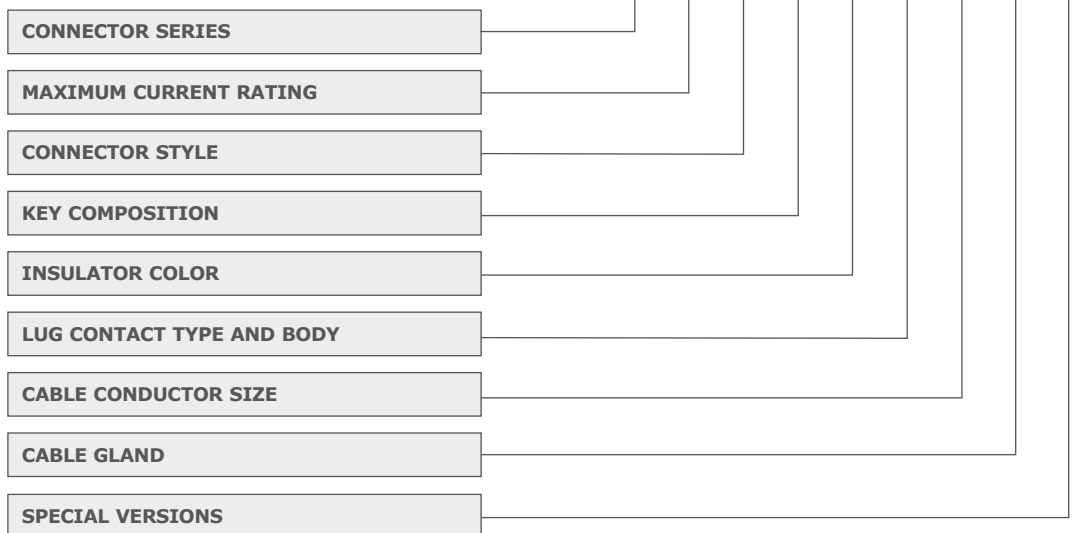 CONNECTOR SERIES
MAXIMUM CURRENT RATING
CONNECTOR STYLE
KEY COMPOSITION
INSULATOR COLOR
LUG CONTACT TYPE AND BODY
CABLE CONDUCTOR SIZE
CABLE GLAND
SPECIAL VERSIONS